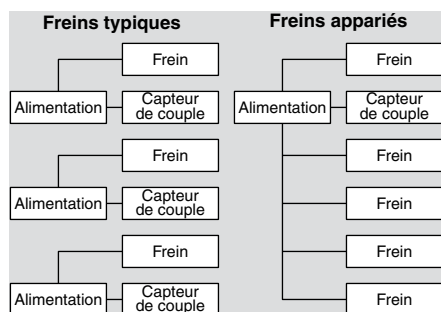 Freins typiques
Frein
Alimentation
Capteur
de couple
Frein
Alimentation
Capteur
de couple
Frein
Alimentation
Capteur
de couple
Freins appariés
Frein
Alimentation
Capteur
de couple
Frein
Frein
Frein
Frein